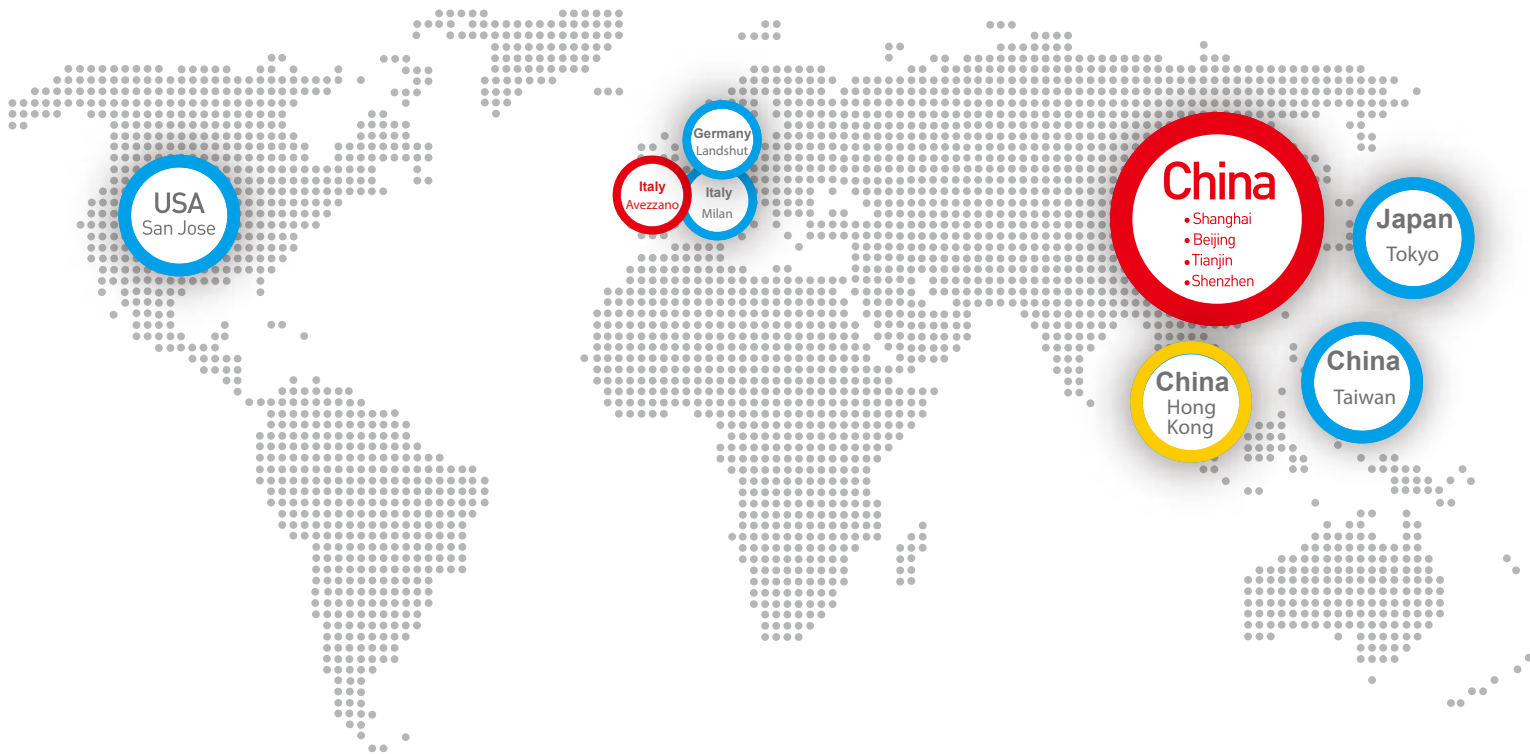 USA
San Jose
Germany
Landshut
Italy
Avezzano
Italy
Milan
China
•Shanghai
•Beijing
•Tianjin
•Shenzhen
Japan
Tokyo
China
Hong
Kong
China
Taiwan